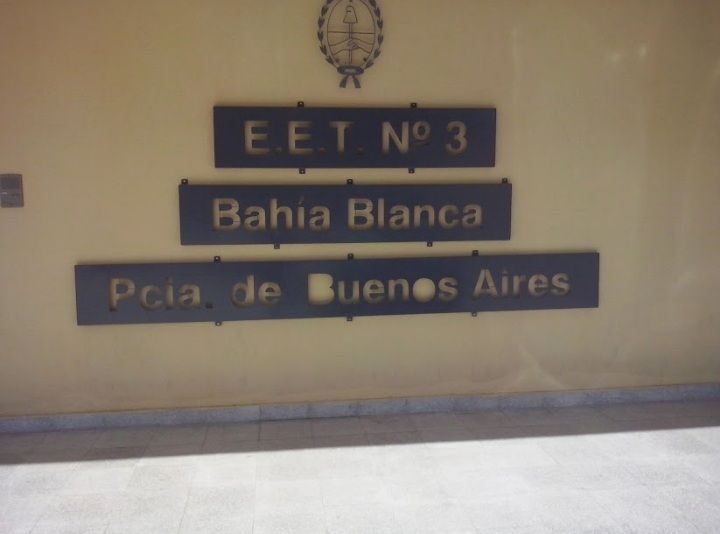 E.E.T. Nº 3
Bahía Blanca
Pcia. de Buenos Aires